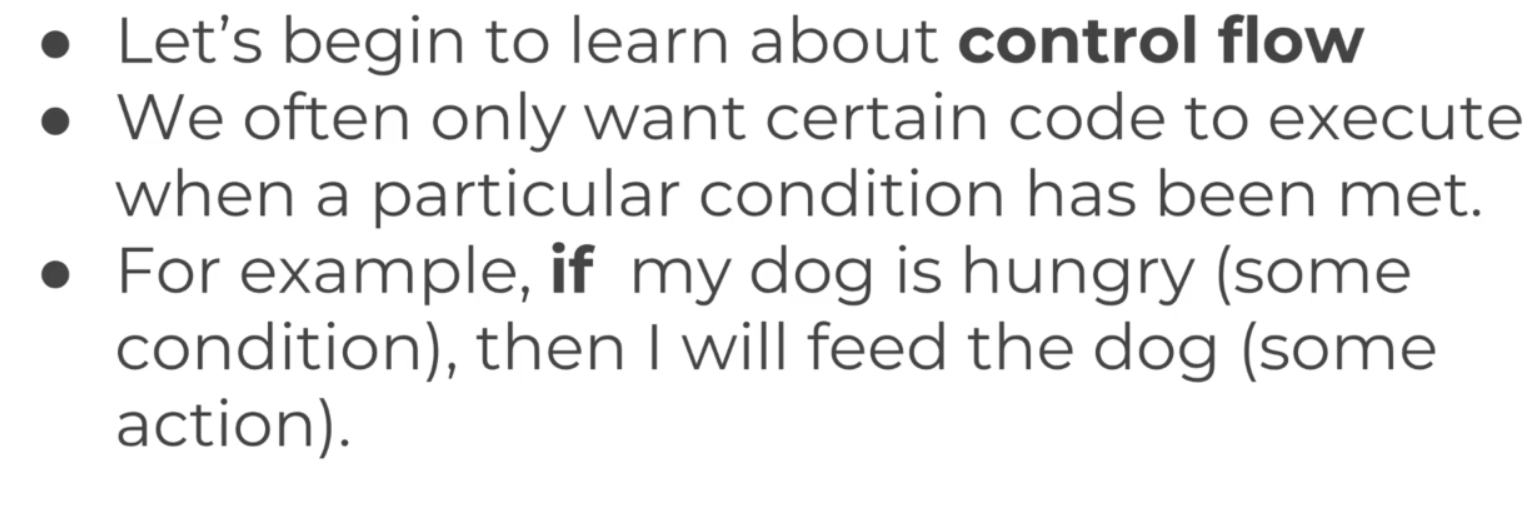 ● Let’s begin to learn about control flow
● We often only want certain code to execute
when a particular condition has been met.
● For example, if my dog is hungry (some
condition), then I will feed the dog (some
action).